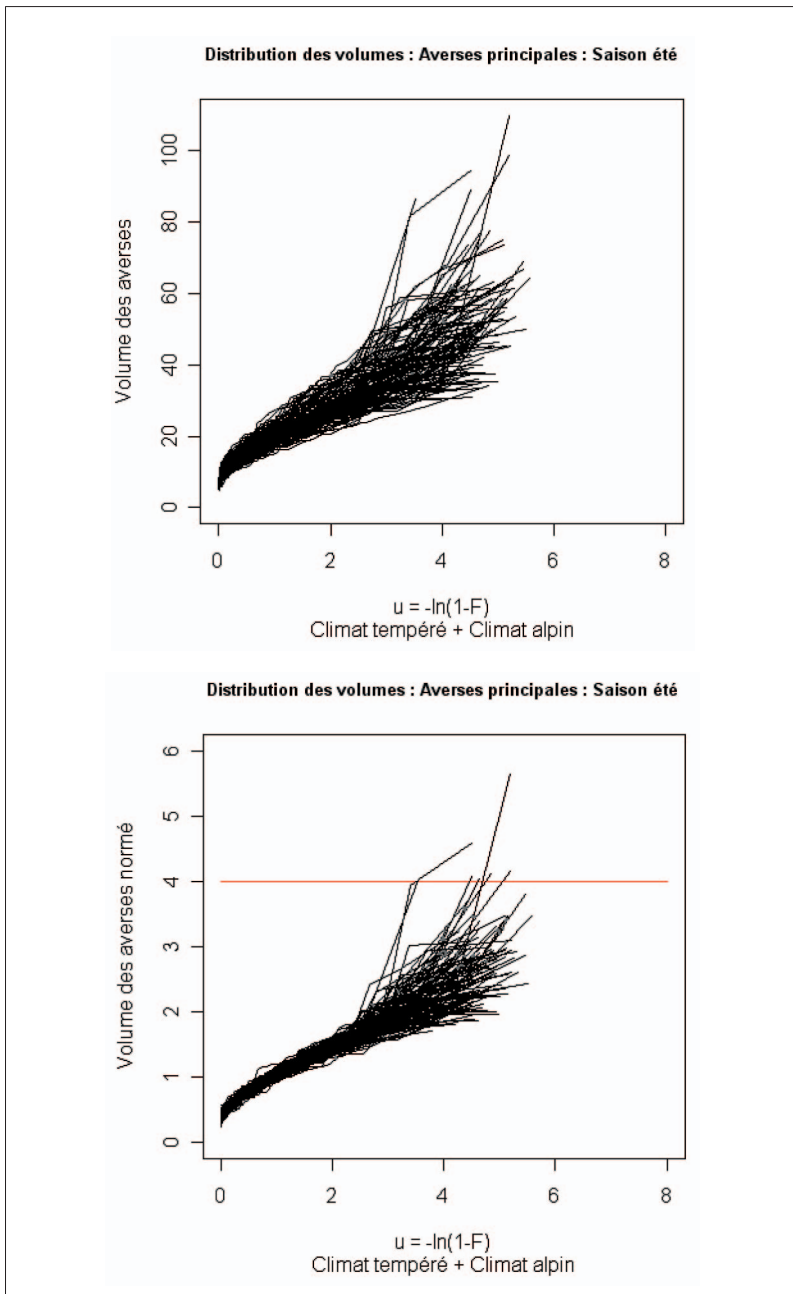 Distribution des volumes : Averses principales : Saison été
Volume des averses
100
80
60
40
20
0
0 2 4 6 8
u = -ln(1-F)
Climat tempéré + Climat alpin
Distribution des volumes : Averses principales : Saison été
Volume des averses normé
6
5
4
3
2
1
0
0 2 4 6 8
u = -ln(1-F)
Climat tempéré + Climat alpin